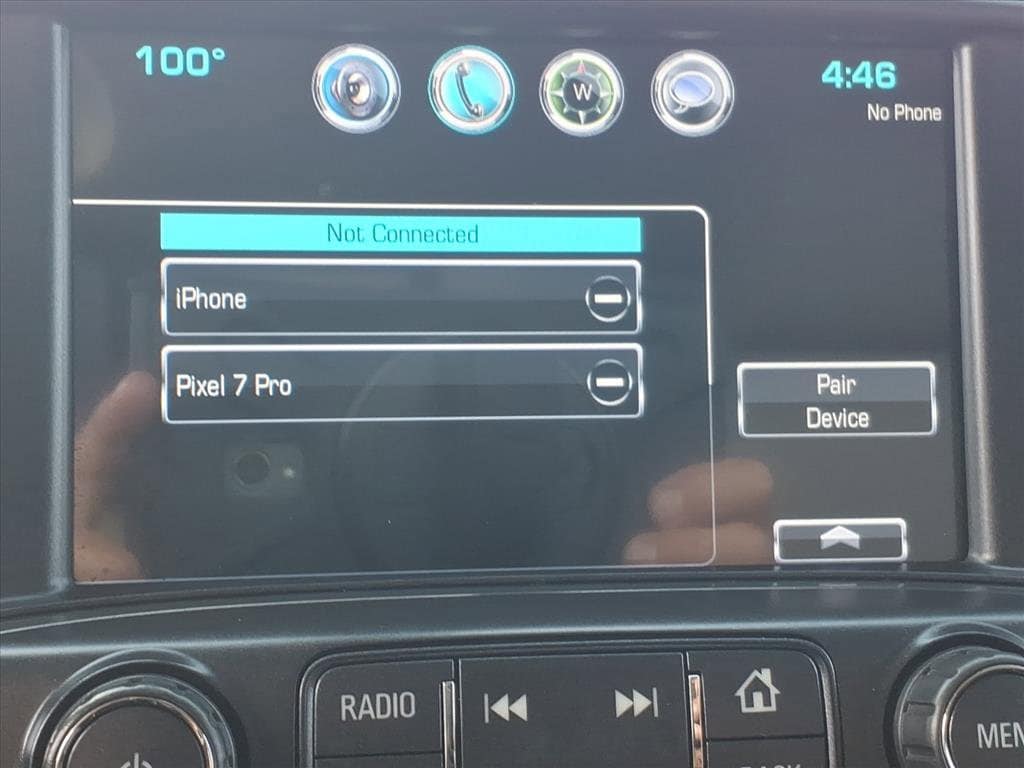 100°
W
4:46
No Phone
Not Connected
iPhone
Pixel 7 Pro
Pair
Device
RADIO